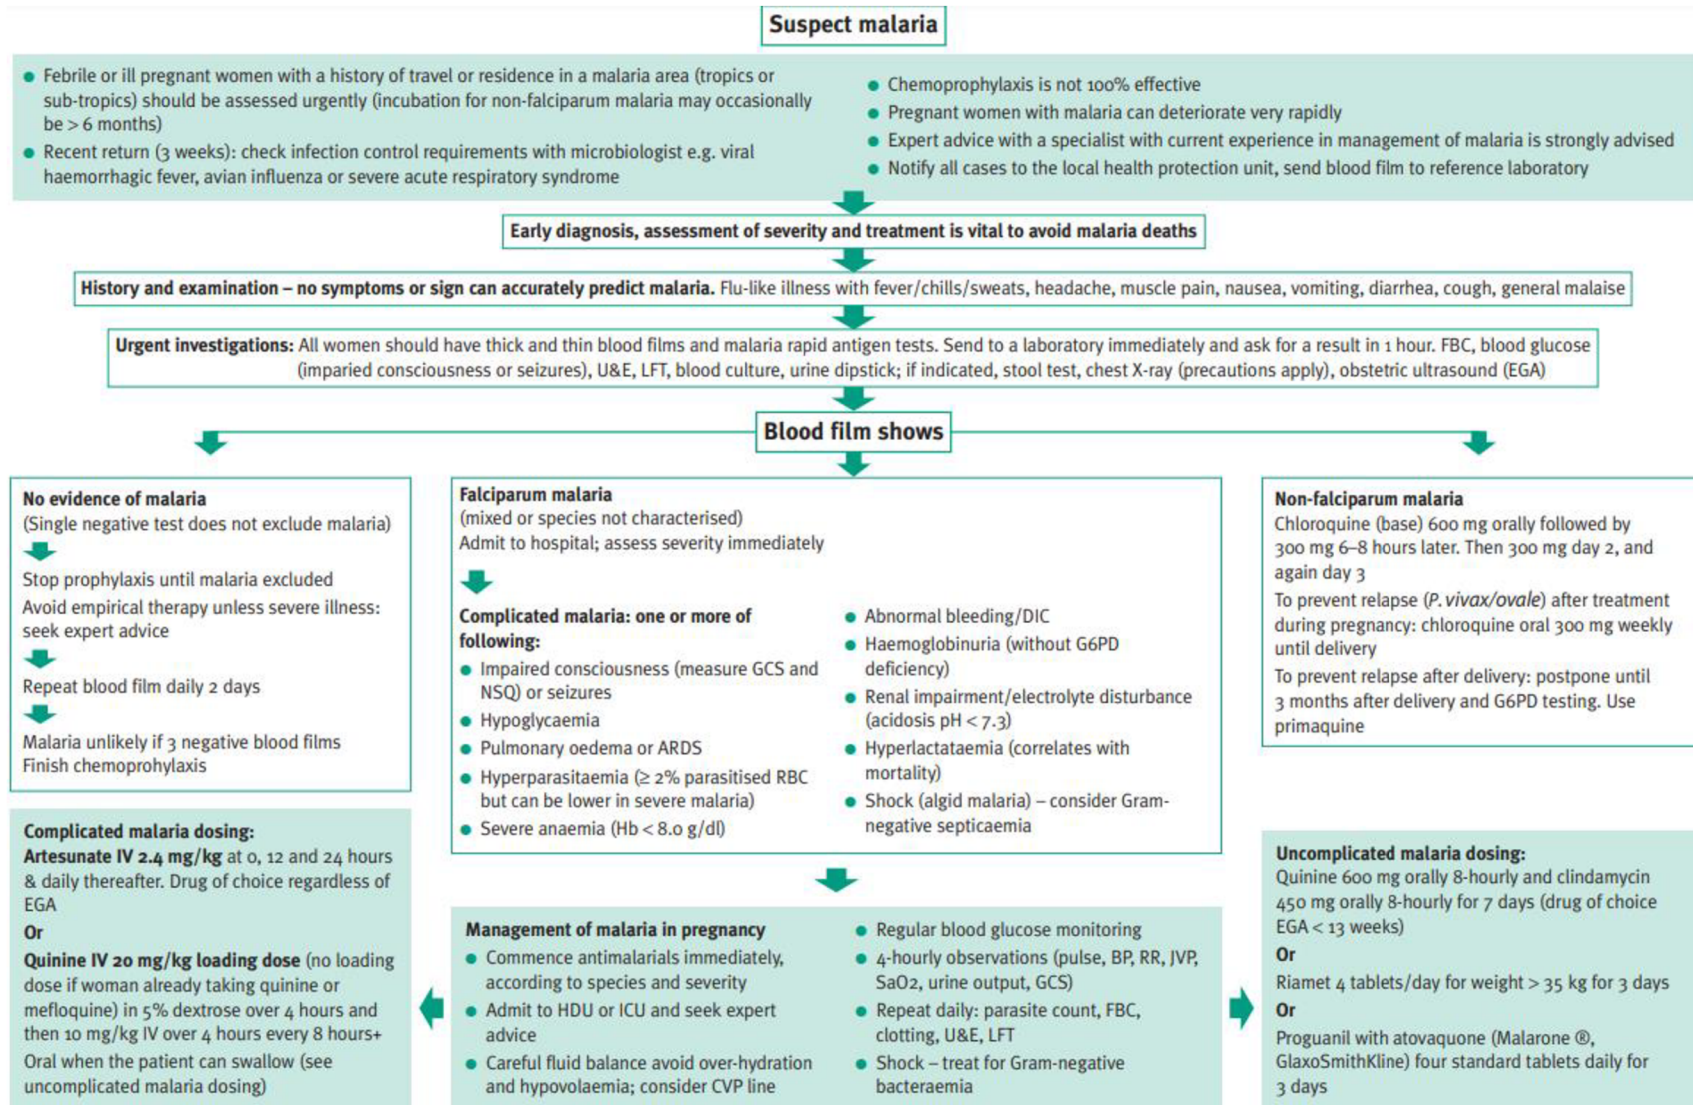 Suspect malaria
Febrile or ill pregnant women with a history of travel or residence in a malaria area (tropics or
sub-tropics) should be assessed urgently (incubation for non-falciparum malaria may occasionally
be > 6 months)
Recent return (3 weeks): check infection control requirements with microbiologist e.g. viral
haemorrhagic fever, avian influenza or severe acute respiratory syndrome
Chemoprophylaxis is not 100% effective
Pregnant women with malaria can deteriorate very rapidly
Expert advice with a specialist with current experience in management of malaria is strongly advised
Notify all cases to the local health protection unit, send blood film to reference laboratory
Early diagnosis, assessment of severity and treatment is vital to avoid malaria deaths
History and examination – no symptoms or sign can accurately predict malaria. Flu-like illness with fever/chills/sweats, headache, muscle pain, nausea, vomiting, diarrhea, cough, general malaise
Urgent investigations: All women should have thick and thin blood films and malaria rapid antigen tests. Send to a laboratory immediately and ask for a result in 1 hour. FBC, blood glucose
(imparied consciousness or seizures), U&E, LFT, blood culture, urine dipstick; if indicated, stool test, chest X-ray (precautions apply), obstetric ultrasound (EGA)
Blood film shows
No evidence of malaria
(Single negative test does not exclude malaria)
Stop prophylaxis until malaria excluded
Avoid empirical therapy unless severe illness:
seek expert advice
Repeat blood film daily 2 days
Malaria unlikely if 3 negative blood films
Finish chemoprohylaxis
Falciparum malaria
(mixed or species not characterised)
Admit to hospital; assess severity immediately
Complicated malaria: one or more of
following:
Impaired consciousness (measure GCS and
NSQ) or seizures
Hypoglycaemia
Pulmonary oedema or ARDS
Hyperparasitaemia (≥ 2% parasitised RBC
but can be lower in severe malaria)
Severe anaemia (Hb < 8.0 g/dl)
Abnormal bleeding/DIC
Haemoglobinuria (without G6PD
deficiency)
Renal impairment/electrolyte disturbance
(acidosis pH < 7.3)
Hyperlactataemia (correlates with
mortality)
Shock (algid malaria) – consider Gram-
negative septicaemia
Non-falciparum malaria
Chloroquine (base) 600 mg orally followed by
300 mg 6–8 hours later. Then 300 mg day 2, and
again day 3
To prevent relapse (P. vivax/ovale) after treatment
during pregnancy: chloroquine oral 300 mg weekly
until delivery
To prevent relapse after delivery: postpone until
3 months after delivery and G6PD testing. Use
primaquine
Complicated malaria dosing:
Artesunate IV 2.4 mg/kg at 0, 12 and 24 hours
& daily thereafter. Drug of choice regardless of
EGA
Or
Quinine IV 20 mg/kg loading dose (no loading
dose if woman already taking quinine or
mefloquine) in 5% dextrose over 4 hours and
then 10 mg/kg IV over 4 hours every 8 hours+
Oral when the patient can swallow (see
uncomplicated malaria dosing)
Management of malaria in pregnancy
Commence antimalarials immediately,
according to species and severity
Admit to HDU or ICU and seek expert
advice
Careful fluid balance avoid over-hydration
and hypovolaemia; consider CVP line
Regular blood glucose monitoring
4-hourly observations (pulse, BP, RR, JVP,
SaO2, urine output, GCS)
Repeat daily: parasite count, FBC,
clotting, U&E, LFT
Shock – treat for Gram-negative
bacteraemia
Uncomplicated malaria dosing:
Quinine 600 mg orally 8-hourly and clindamycin
450 mg orally 8-hourly for 7 days (drug of choice
EGA < 13 weeks)
Or
Riamet 4 tablets/day for weight > 35 kg for 3 days
Or
Proguanil with atovaquone (Malarone ®,
GlaxoSmithKline) four standard tablets daily for
3 days